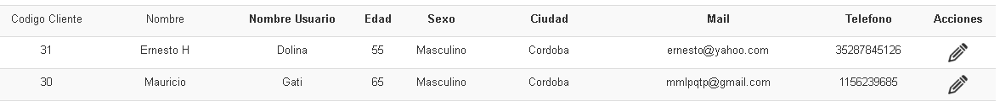 Codigo Cliente Nombre Nombre Usuario Edad Sexo Ciudad Mail Telefono Acciones
31 Ernesto H Dolina 55 Masculino Cordoba ernesto@yahoo.com 35287845126
30 Mauricio Gati 65 Masculino Cordoba mmlpqtp@gmail.com 1156239685